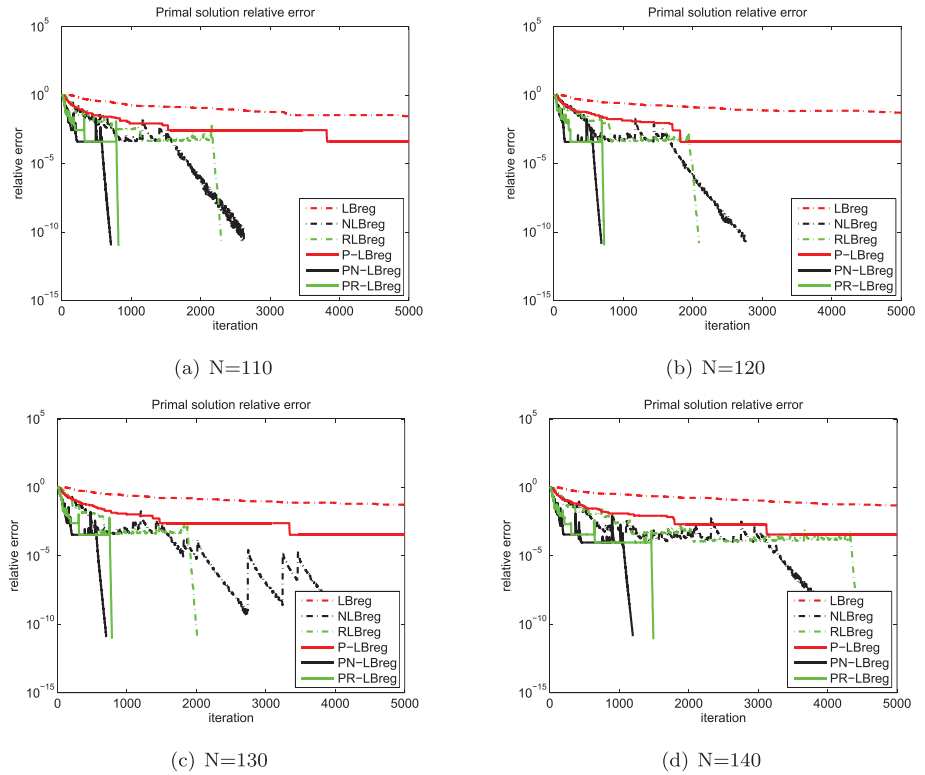 Primal solution relative error
10^5
10^0
10^−5
10^−10
10^−15
relative error
0 1000 2000 3000 4000 5000
iteration
LBreg
NLBreg
RLBreg
P−LBreg
PN−LBreg
PR−LBreg
(a) N=110
Primal solution relative error
10^5
10^0
10^−5
10^−10
10^−15
relative error
0 1000 2000 3000 4000 5000
iteration
LBreg
NLBreg
RLBreg
P−LBreg
PN−LBreg
PR−LBreg
(b) N=120
Primal solution relative error
10^5
10^0
10^−5
10^−10
10^−15
relative error
0 1000 2000 3000 4000 5000
iteration
LBreg
NLBreg
RLBreg
P−LBreg
PN−LBreg
PR−LBreg
(c) N=130
Primal solution relative error
10^5
10^0
10^−5
10^−10
10^−15
relative error
0 1000 2000 3000 4000 5000
iteration
LBreg
NLBreg
RLBreg
P−LBreg
PN−LBreg
PR−LBreg
(d) N=140